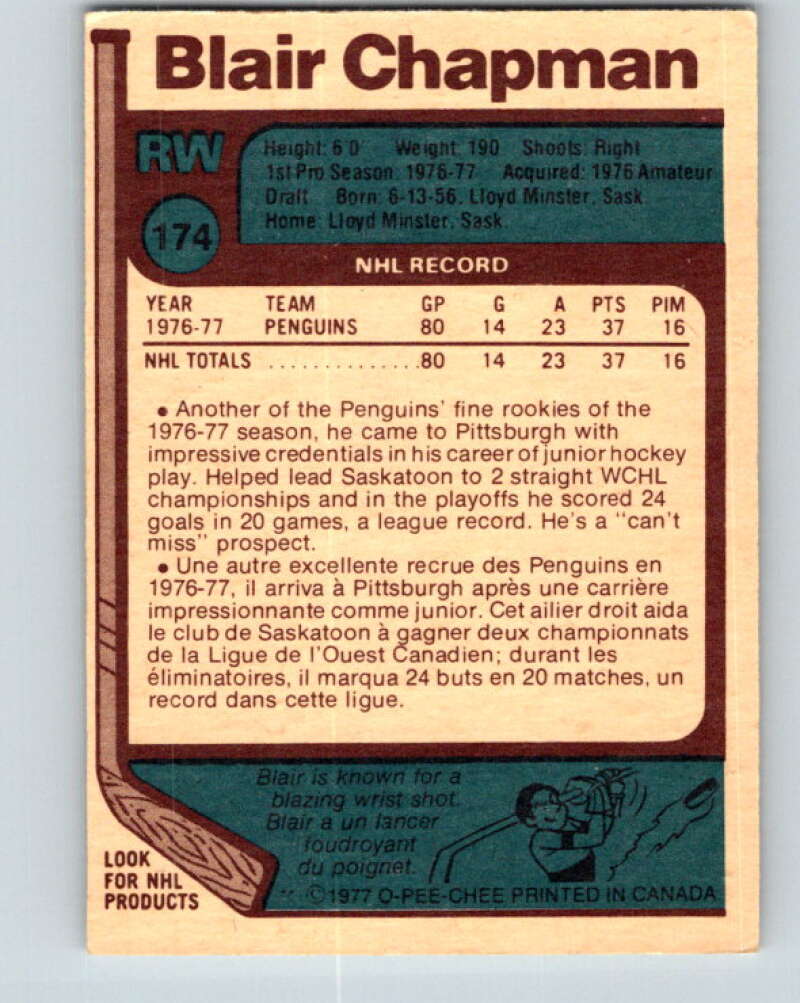 Blair Chapman
RW
174
Height: 6 0 Weight: 190 Shoots: Right
1st Pro Season: 1976-77 Acquired: 1976 Amateur
Draft Born: 6-13-56, Lloyd Minster, Sask.
Home: Lloyd Minster, Sask.
NHL RECORD
YEAR TEAM GP G A PTS PIM
1976-77 PENGUINS 80 14 23 37 16
NHL TOTALS ..............80 14 23 37 16
• Another of the Penguins' fine rookies of the
1976-77 season, he came to Pittsburgh with
impressive credentials in his career of junior hockey
play. Helped lead Saskatoon to 2 straight WCHL
championships and in the playoffs he scored 24
goals in 20 games, a league record. He's a "can't
miss" prospect.
• Une autre excellente recrue des Penguins en
1976-77, il arriva à Pittsburgh après une carrière
impressionnante comme junior. Cet ailier droit aida
le club de Saskatoon à gagner deux championnats
de la Ligue de l'Ouest Canadien; durant les
éliminatoires, il marqua 24 buts en 20 matches, un
record dans cette ligue.
Blair is known for a
blazing wrist shot.
Blair a un lancer
foudroyant
du poignet.
LOOK
FOR NHL
PRODUCTS
** ©1977 O-PEE-CHEE PRINTED IN CANADA